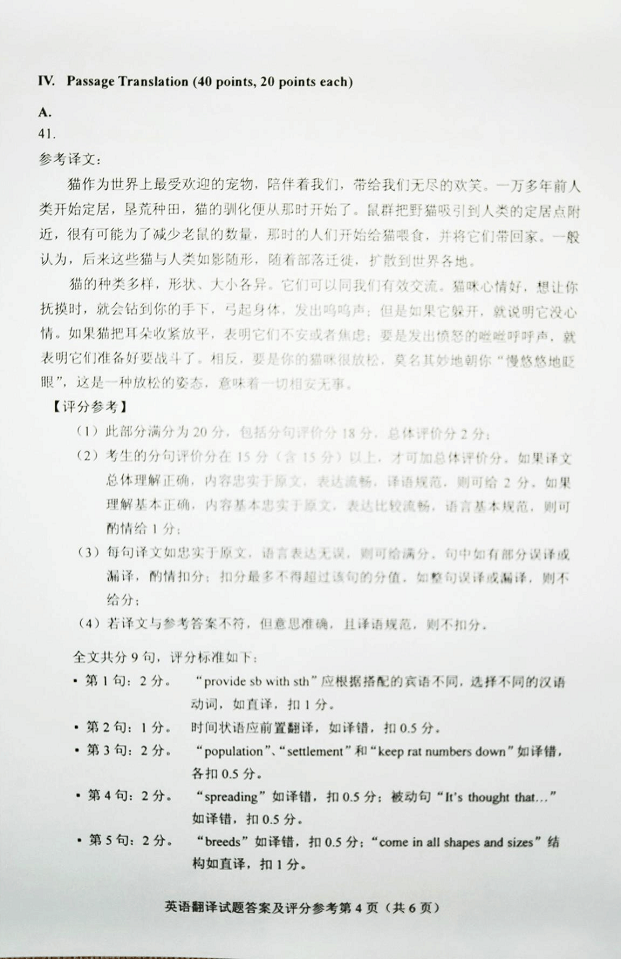 IV. Passage Translation (40 points, 20 points each)
A.
41.
参考译文：
猫作为世界上最受欢迎的宠物，陪伴着我们，带给我们无尽的欢笑。一万多年前人
类开始定居，垦荒种田，猫的驯化便从那时开始了。鼠群把野猫吸引到人类的定居点附
近，很有可能为了减少老鼠的数量，那时的人们开始给猫喂食，并将它们带回家。一般
认为，后来这些猫与人类如影随形，随着部落迁徙，扩散到世界各地。
猫的种类多样，形状、大小各异。它们可以同我们有效交流。猫咪心情好，想让你
抚摸时，就会钻到你的手下，弓起身体，发出呜呜声；但是如果它躲开，就说明它没心
情。如果猫把耳朵收紧放平，表明它们不安或者焦虑；要是发出愤怒的嘶嘶呼呼声，就
表明它们准备好要战斗了。相反，要是你的猫咪很放松，莫名其妙地朝你“慢悠悠地眨
眼”，这是一种放松的姿态，意味着一切相安无事。
【评分参考】
（1）此部分满分为 20 分，包括分句评价分 18 分，总体评价分 2 分；
（2）考生的分句评价分在 15 分（含 15 分）以上，才可加总体评价分。如果译文
总体理解正确，内容忠实于原文，表达流畅，译语规范，则可给 2 分。如果
理解基本正确，内容基本忠实于原文，表达比较流畅，语言基本规范，则可
酌情给 1 分；
（3）每句译文如忠实于原文，语言表达无误，则可给满分。句中如有部分误译或
漏译，酌情扣分；扣分最多不得超过该句的分值。如整句误译或漏译，则不
给分；
（4）若译文与参考答案不符，但意思准确，且译语规范，则不扣分。
全文共分 9 句，评分标准如下：
• 第 1 句：2 分。 “provide sb with sth”应根据搭配的宾语不同，选择不同的汉语
动词，如直译，扣 1 分。
• 第 2 句：1 分。 时间状语应前置翻译，如译错，扣 0.5 分。
• 第 3 句：2 分。 “population”、“settlement”和“keep rat numbers down”如译错，
各扣 0.5 分。
• 第 4 句：2 分。 “spreading”如译错，扣 0.5 分；被动句“It's thought that…”
如译错，扣 0.5 分。
• 第 5 句：2 分。 “breeds”如译错，扣 0.5 分；“come in all shapes and sizes”结
构如直译，扣 1 分。
英语翻译试题答案及评分参考第 4 页（共 6 页）